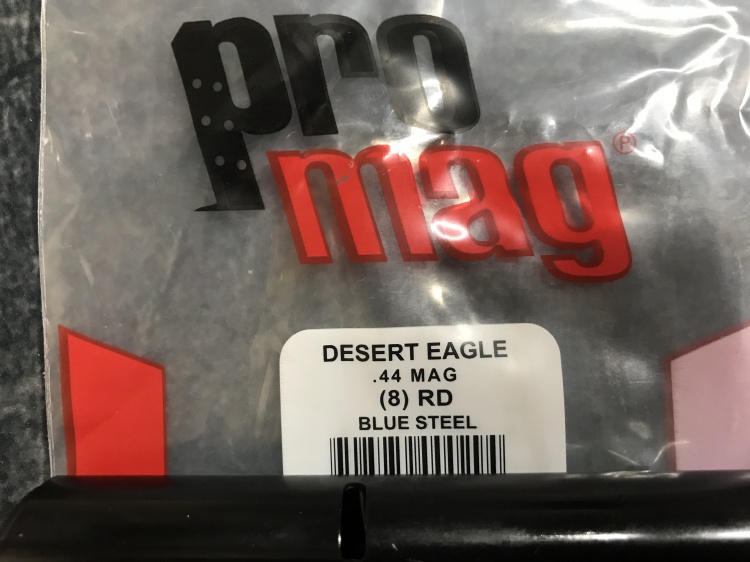 pro
mag®
DESERT EAGLE
.44 MAG
(8) RD
BLUE STEEL